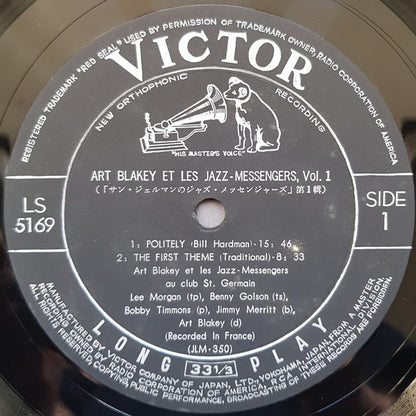 REGISTERED TRADEMARK "RED SEAL" USED BY PERMISSION OF TRADEMARK OWNER, RADIO CORPORATION OF AMERICA
VICTOR
NEW ORTHOPHONIC RECORDING
"HIS MASTER'S VOICE"
ART BLAKEY ET LES JAZZ-MESSENGERS, Vol. 1
(「サン・ジェルマンのジャズ・メッセンジャーズ」第1輯)
LS
5169
SIDE
1
1: POLITELY (Bill Hardman)-15: 46
2: THE FIRST THEME (Traditional)-8: 33
Art Blakey et les Jazz-Messengers
au club St. Germain
Lee Morgan (tp), Benny Golson (ts),
Bobby Timmons (p), Jimmy Merritt (b),
Art Blakey (d)
(Recorded In France)
(JLM-350)
LONG 33 1/3 PLAY
MANUFACTURED BY VICTOR COMPANY OF JAPAN, LTD., YOKOHAMA, JAPAN, FROM A MASTER
RECORDING OWNED BY RADIO CORPORATION OF AMERICA, RCA INTERNATIONAL DIVISION.
ALL RIGHTS RESERVED, COPYING, PUBLIC PERFORMANCE, BROADCASTING OF THESE RECORDS EXCLUDED.